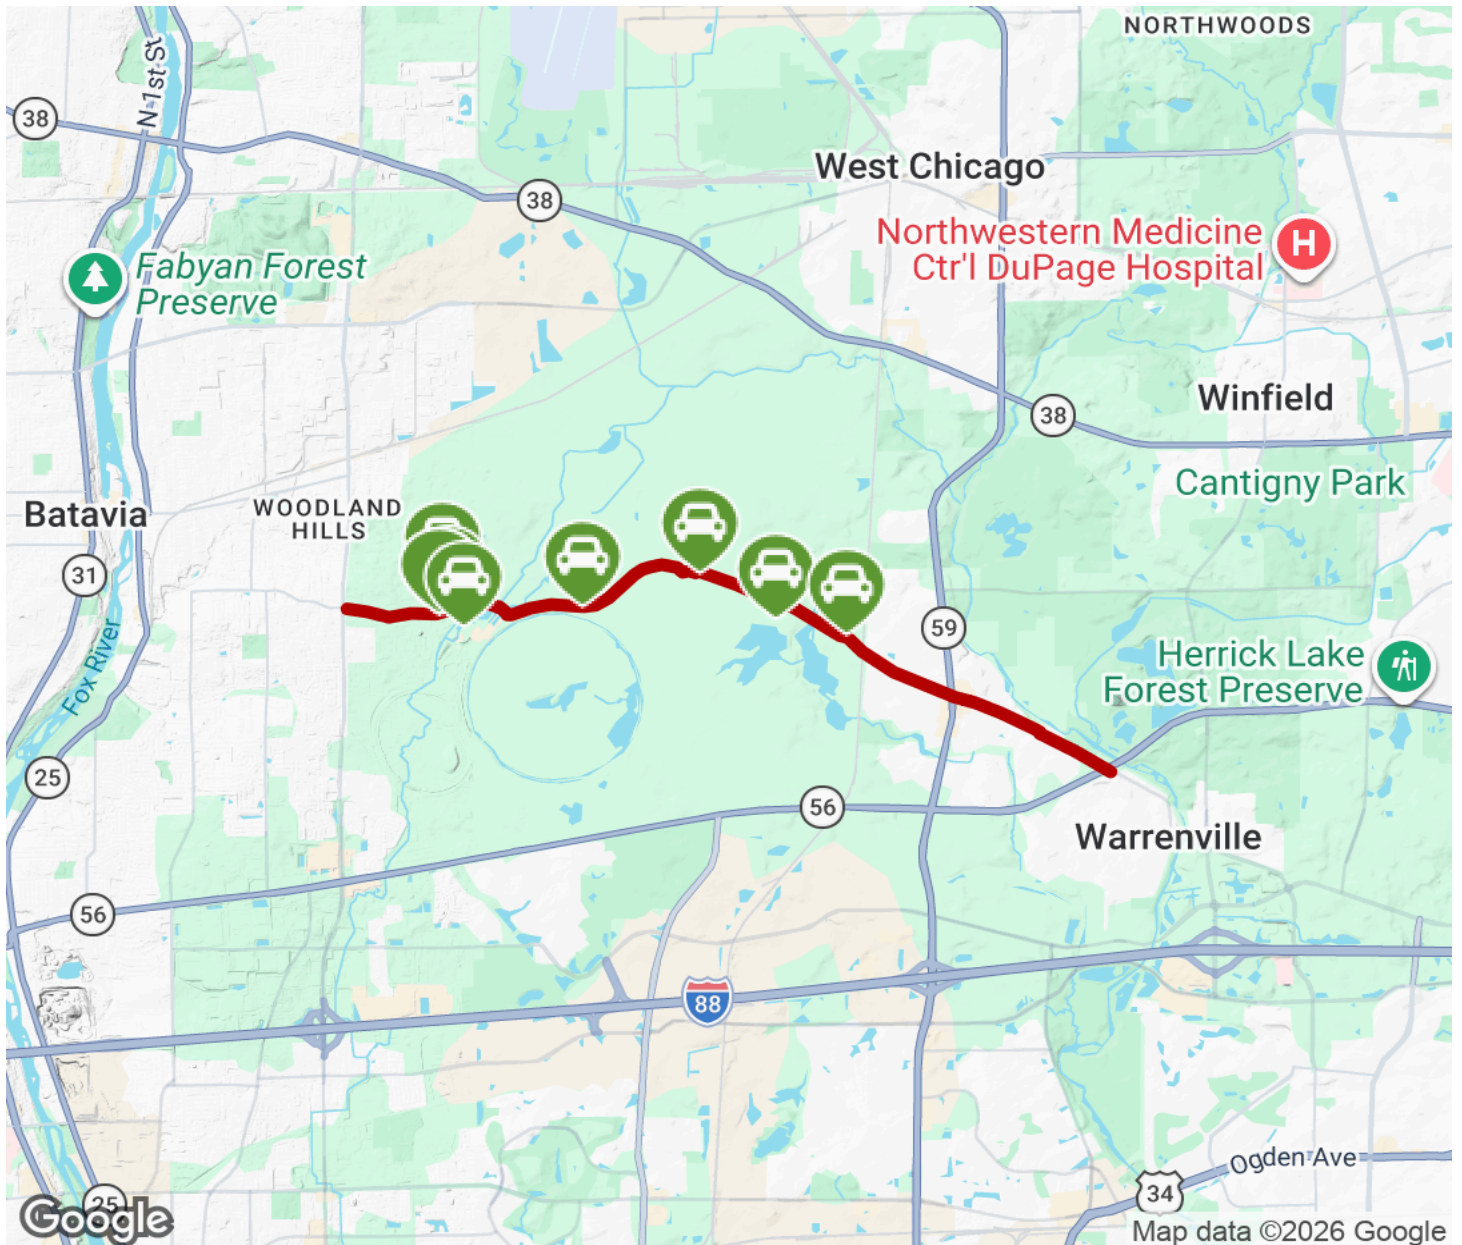 NORTHWOODS
N 1st St
38
West Chicago
38
Northwestern Medicine
Ctr'l DuPage Hospital
H
Fabyan Forest
Preserve
Winfield
38
Cantigny Park
WOODLAND
HILLS
Batavia
31
59
Fox River
Herrick Lake
Forest Preserve
25
56
Warrenville
56
88
Ogden Ave
34
25
Google
Map data ©2026 Google